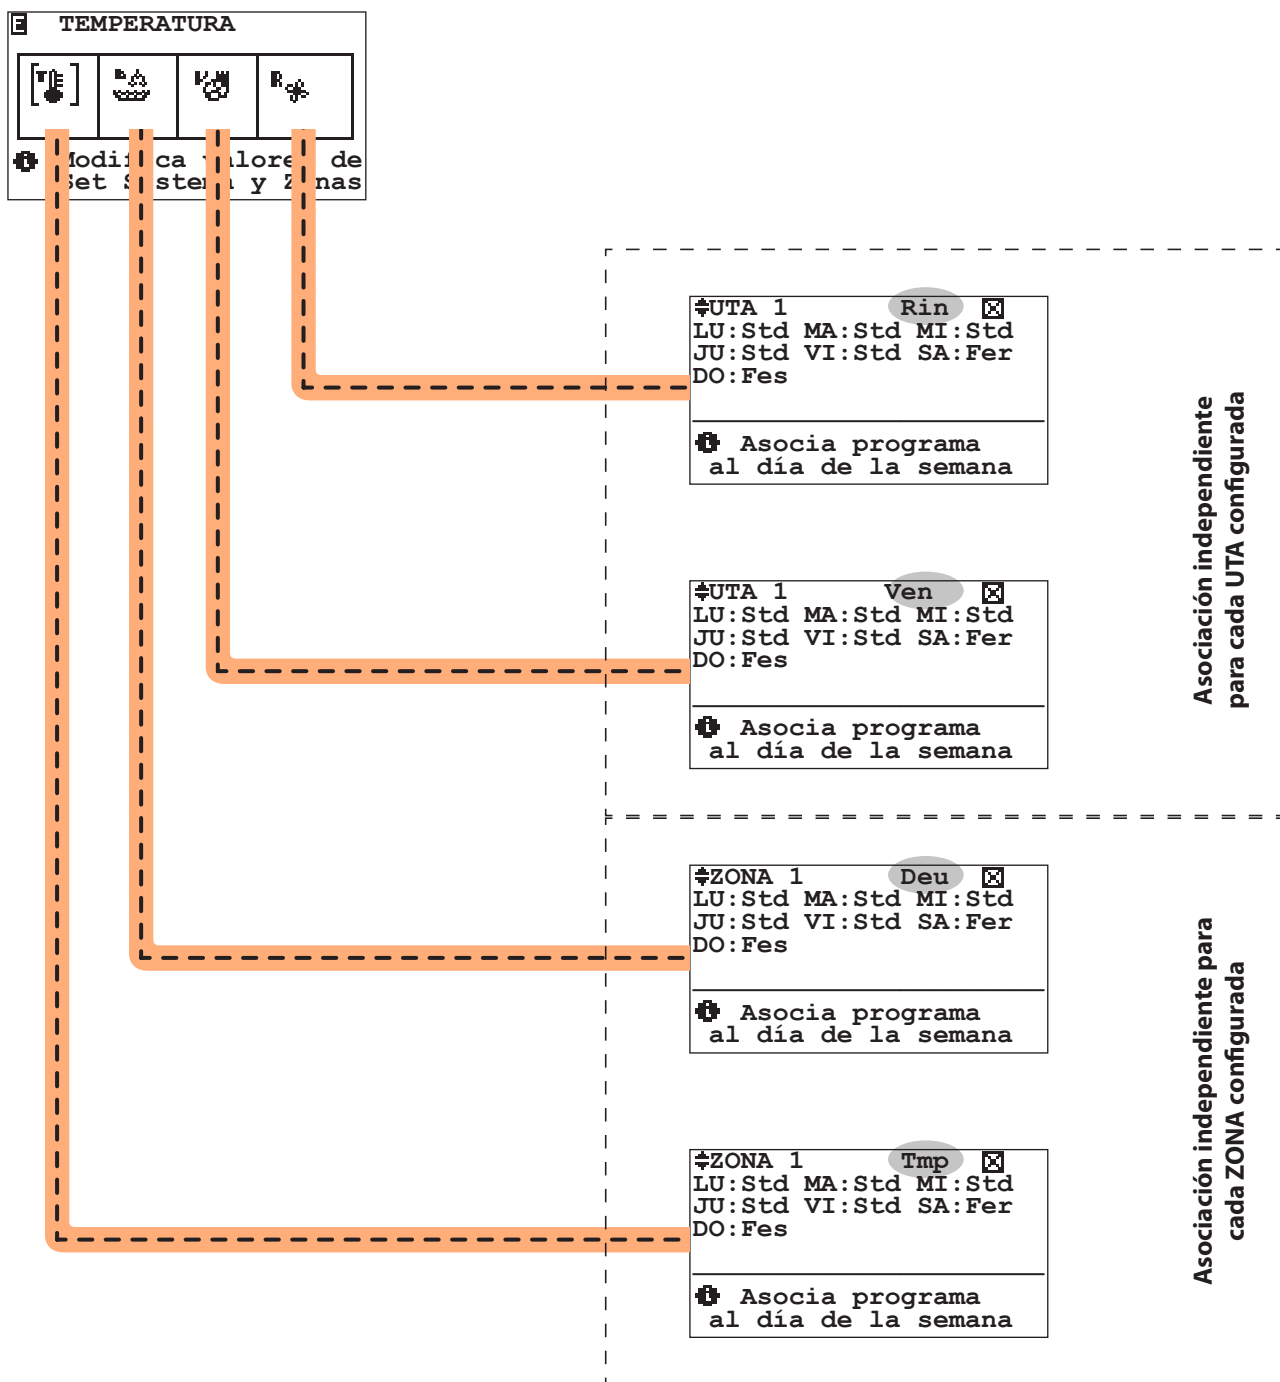 E TEMPERATURA
T D V/M R
Modifica valores de
Set Sistema y Zonas
UTA 1 Rin
LU:Std MA:Std MI:Std
JU:Std VI:Std SA:Fer
DO:Fes
Asocia programa
al día de la semana
UTA 1 Ven
LU:Std MA:Std MI:Std
JU:Std VI:Std SA:Fer
DO:Fes
Asocia programa
al día de la semana
Asociación independiente
para cada UTA configurada
ZONA 1 Deu
LU:Std MA:Std MI:Std
JU:Std VI:Std SA:Fer
DO:Fes
Asocia programa
al día de la semana
ZONA 1 Tmp
LU:Std MA:Std MI:Std
JU:Std VI:Std SA:Fer
DO:Fes
Asocia programa
al día de la semana
Asociación independiente para
cada ZONA configurada